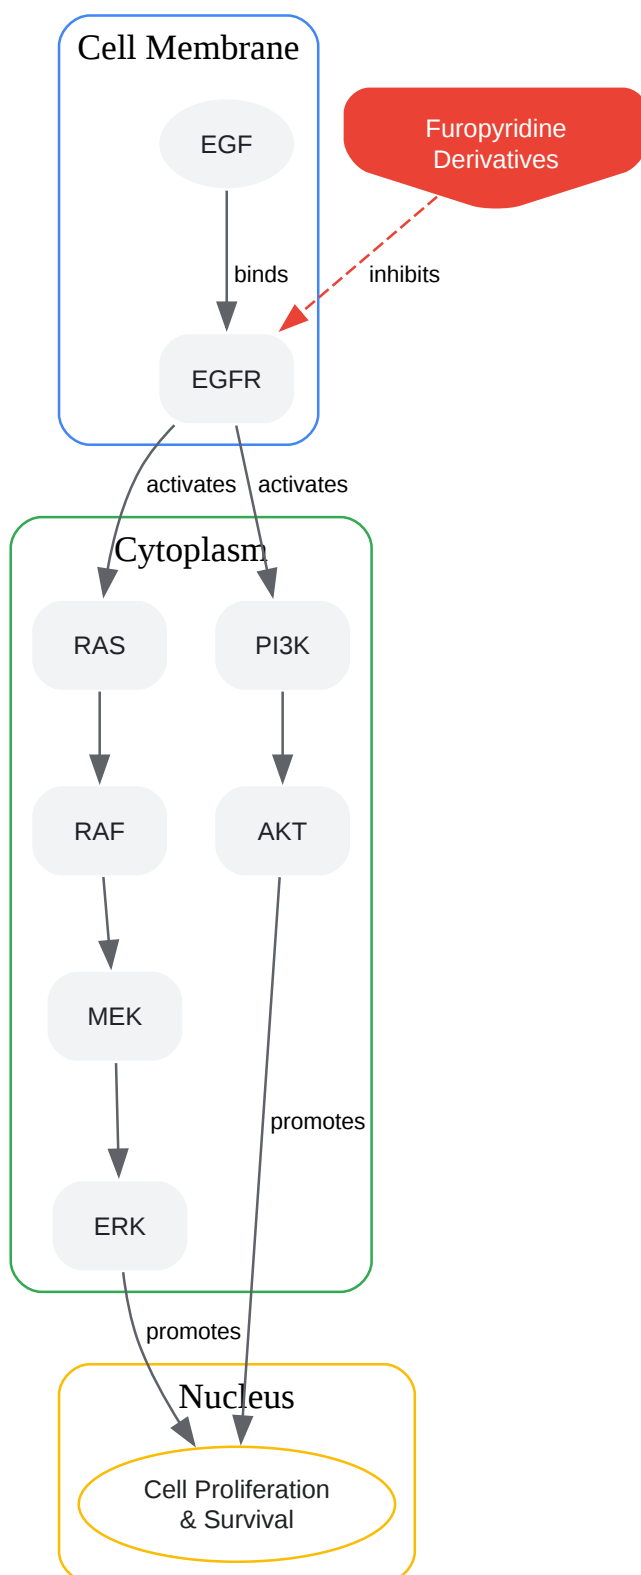 Cell Membrane
EGF
Furopyridine
Derivatives
binds
inhibits
EGFR
activates
activates
Cytoplasm
RAS
PI3K
RAF
AKT
MEK
promotes
ERK
promotes
Nucleus
Cell Proliferation
& Survival